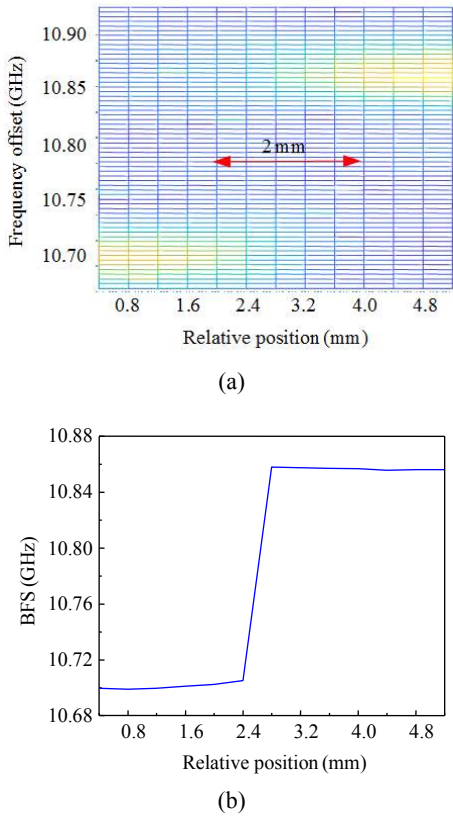 10.90
10.85
10.80
10.75
10.70
Frequency offset (GHz)
2 mm
0.8 1.6 2.4 3.2 4.0 4.8
Relative position (mm)
(a)
10.88
10.84
10.80
10.76
10.72
10.68
BFS (GHz)
0.8 1.6 2.4 3.2 4.0 4.8
Relative position (mm)
(b)